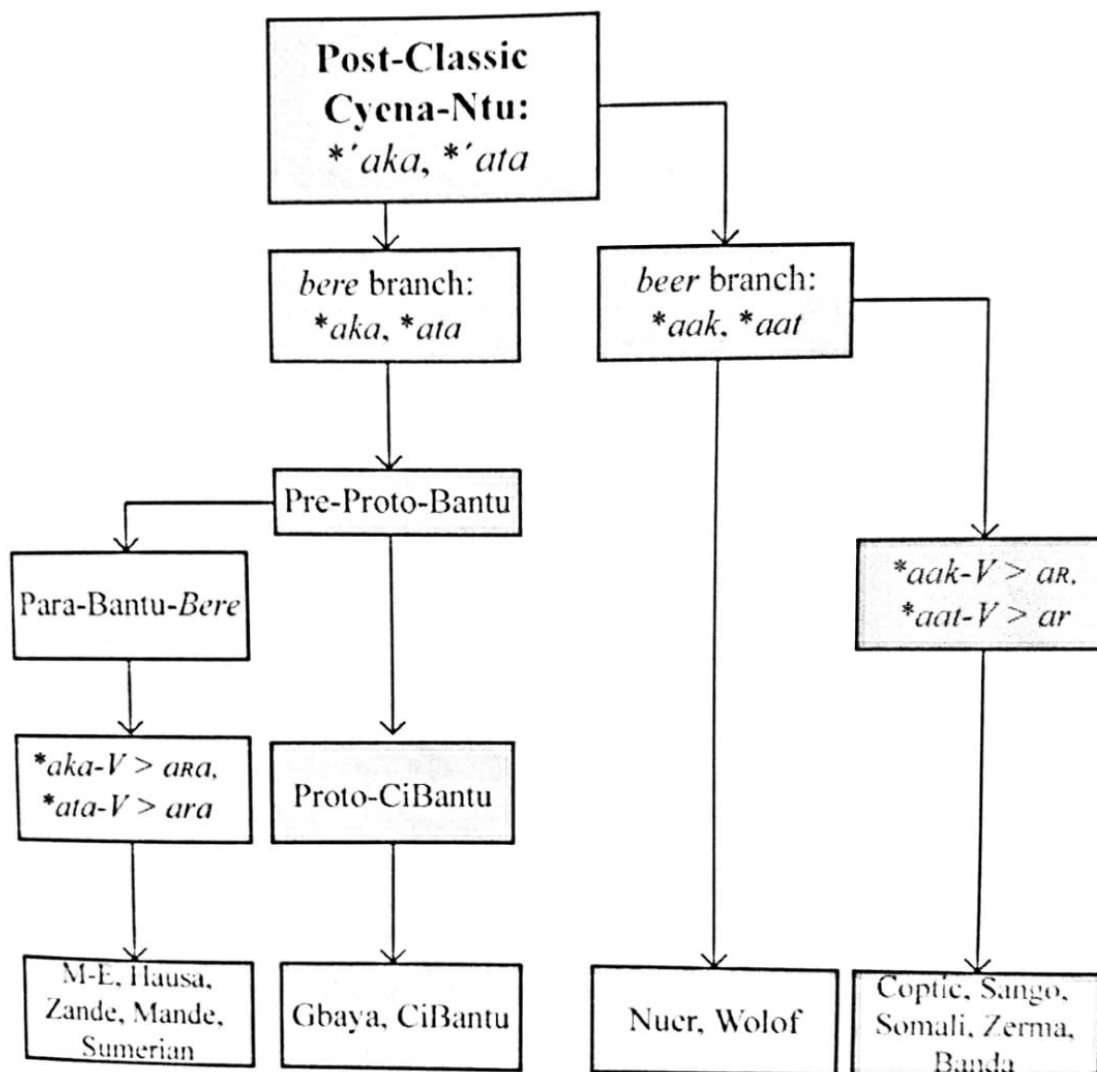 Post-Classic
Cyena-Ntu:
*´aka, *´ata
bere branch:
*aka, *ata
beer branch:
*aak, *aat
Pre-Proto-Bantu
Para-Bantu-Bere
*aak-V > aR,
*aat-V > ar
*aka-V > aRa,
*ata-V > ara
Proto-CiBantu
M-E, Hausa,
Zande, Mande,
Sumerian
Gbaya, CiBantu
Nuer, Wolof
Coptic, Sango,
Somali, Zerma,
Banda